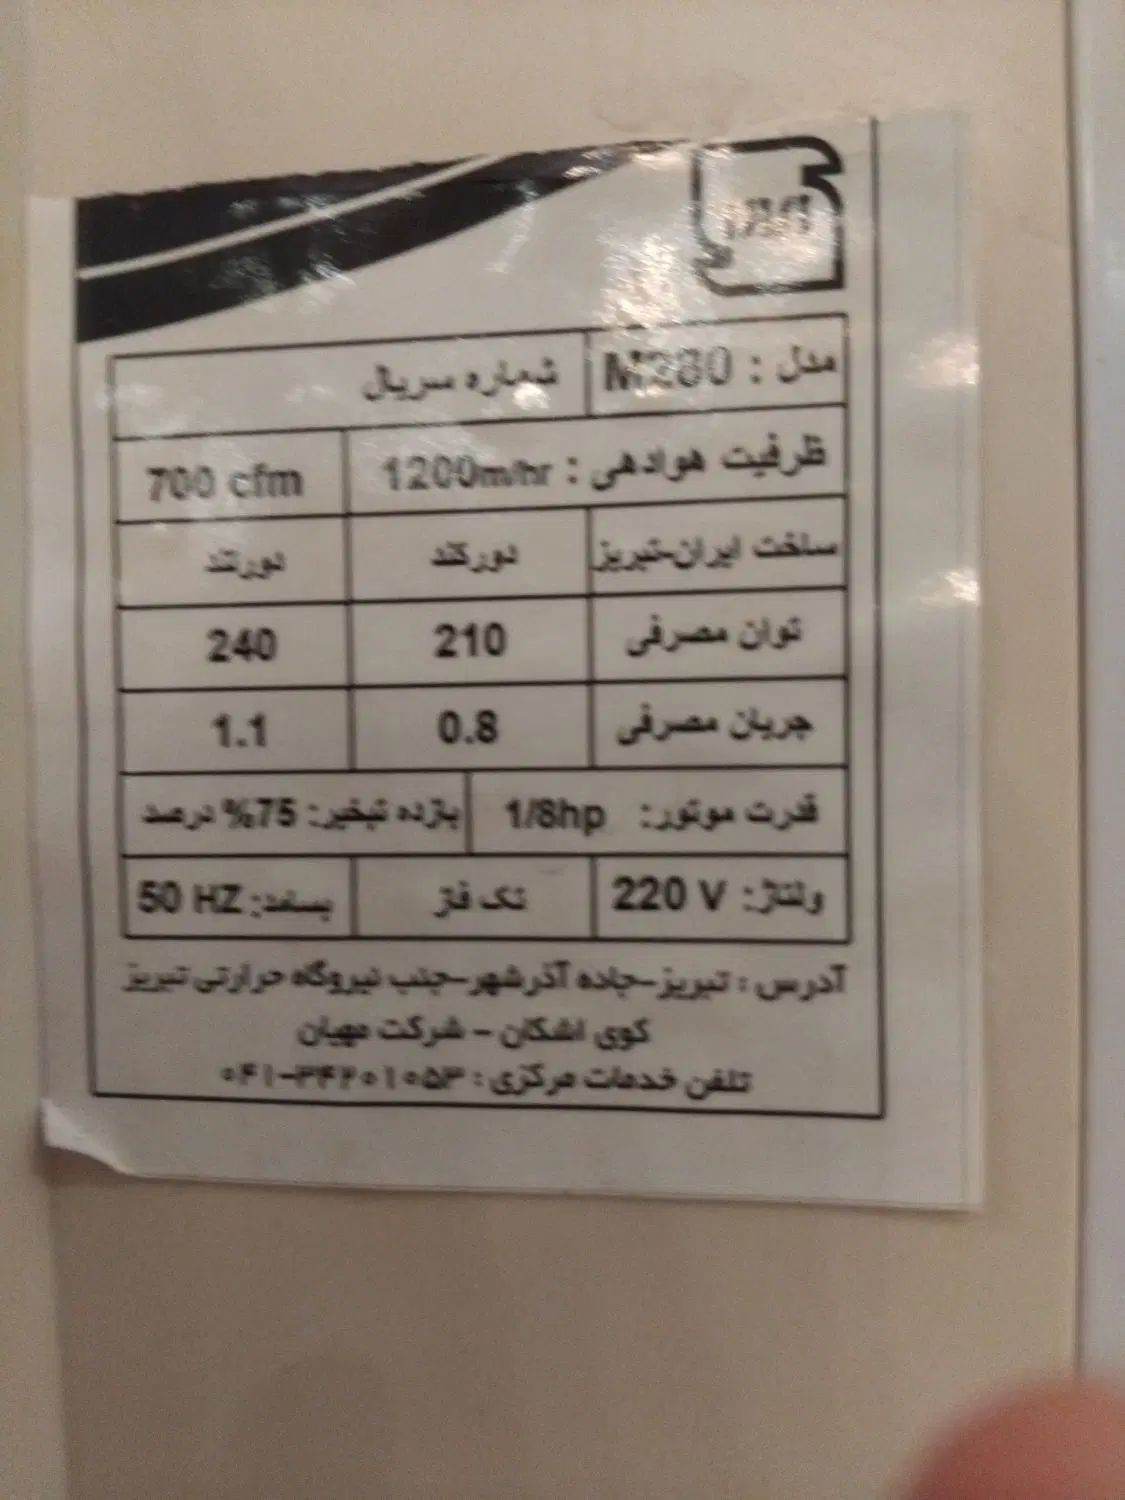 مدل : M280 شماره سریال
ظرفیت هوادهی : 1200m/hr 700 cfm
ساخت ایران-تبریز دورکند دورتند
توان مصرفی 210 240
جریان مصرفی 0.8 1.1
قدرت موتور: 1/8hp بازده تبخیر: 75% درصد
ولتاژ: 220 V تک فاز بسامد: 50 HZ
آدرس : تبریز-جاده آذرشهر-جنب نیروگاه حرارتی تبریز
کوی اشکان - شرکت مهیان
تلفن خدمات مرکزی : ۰۴۱-۳۴۲۰۱۰۵۳